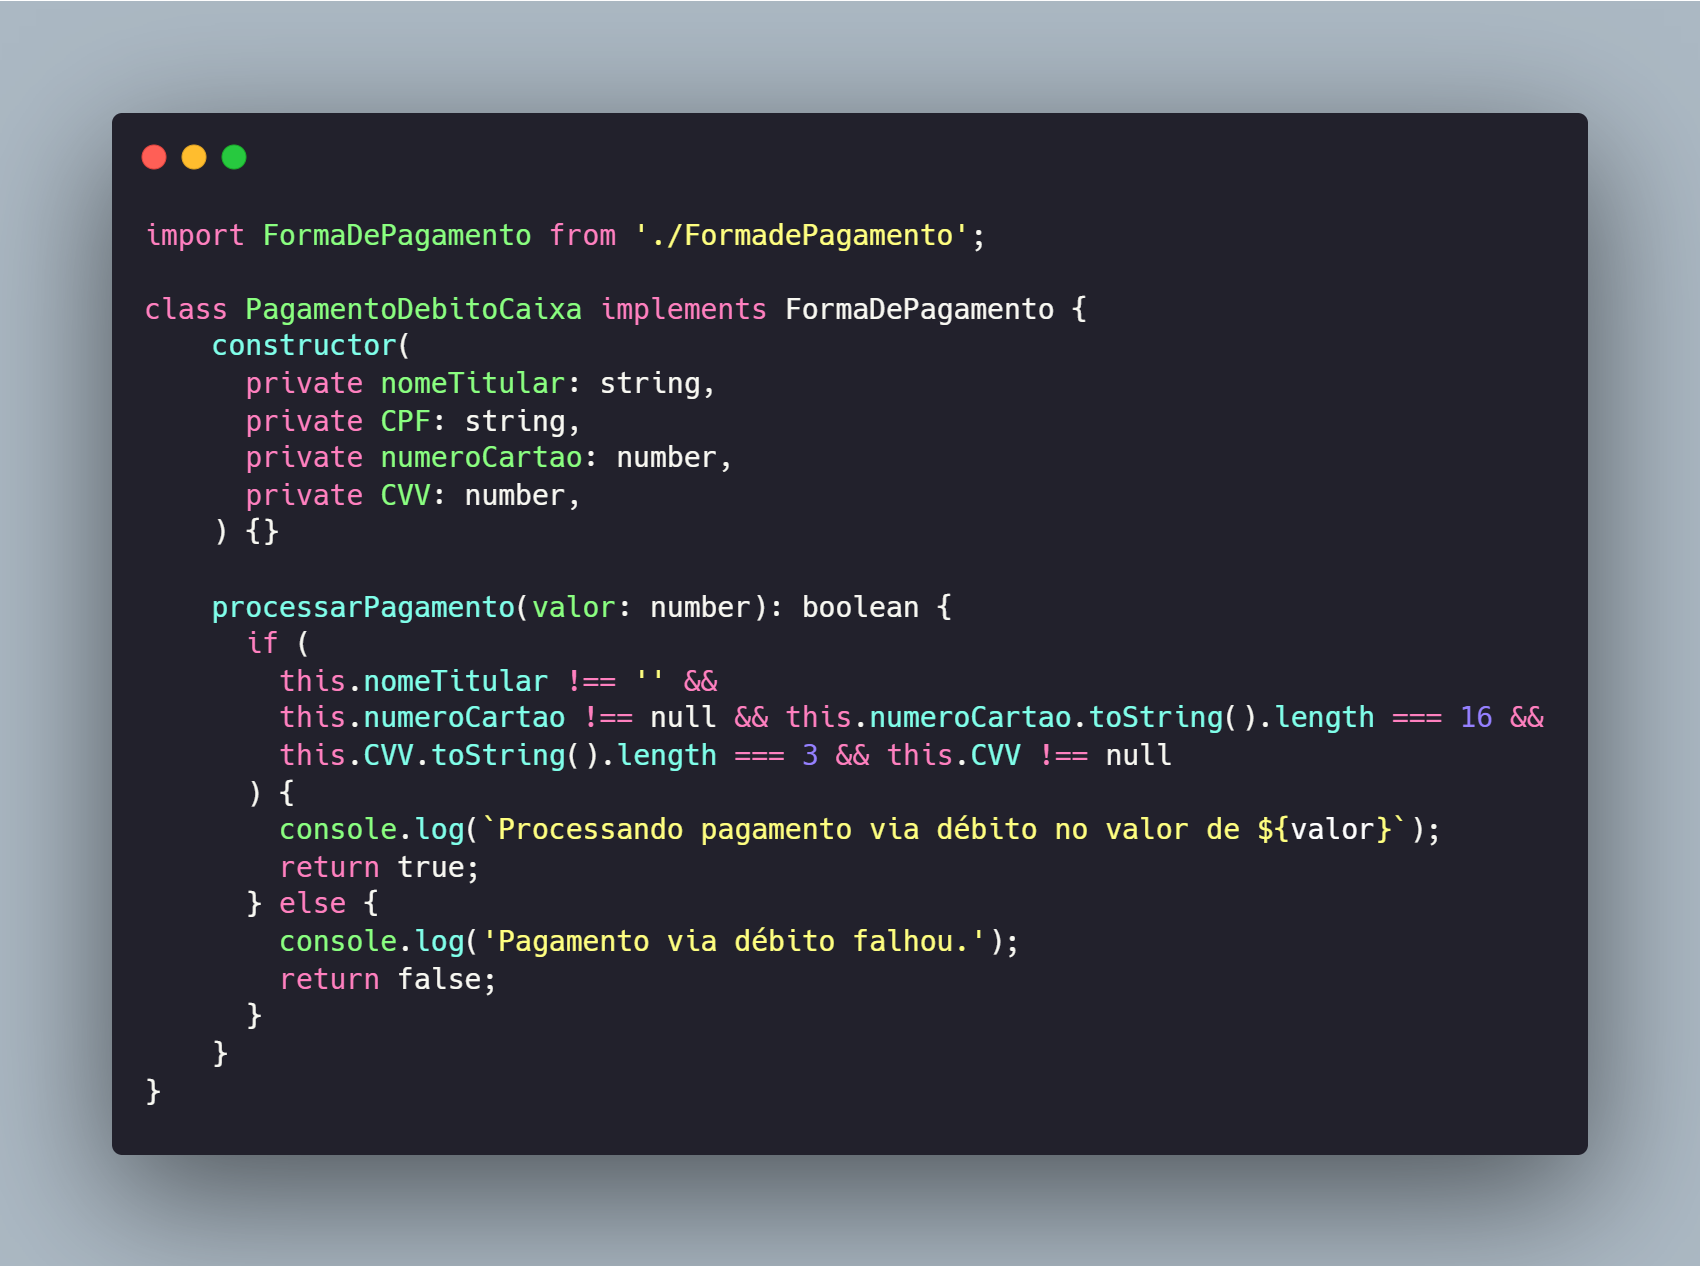 import FormaDePagamento from './FormadePagamento';

class PagamentoDebitoCaixa implements FormaDePagamento {
    constructor(
      private nomeTitular: string,
      private CPF: string,
      private numeroCartao: number,
      private CVV: number,
    ) {}

    processarPagamento(valor: number): boolean {
      if (
        this.nomeTitular !== '' &&
        this.numeroCartao !== null && this.numeroCartao.toString().length === 16 &&
        this.CVV.toString().length === 3 && this.CVV !== null
      ) {
        console.log(`Processando pagamento via débito no valor de ${valor}`);
        return true;
      } else {
        console.log('Pagamento via débito falhou.');
        return false;
      }
    }
}